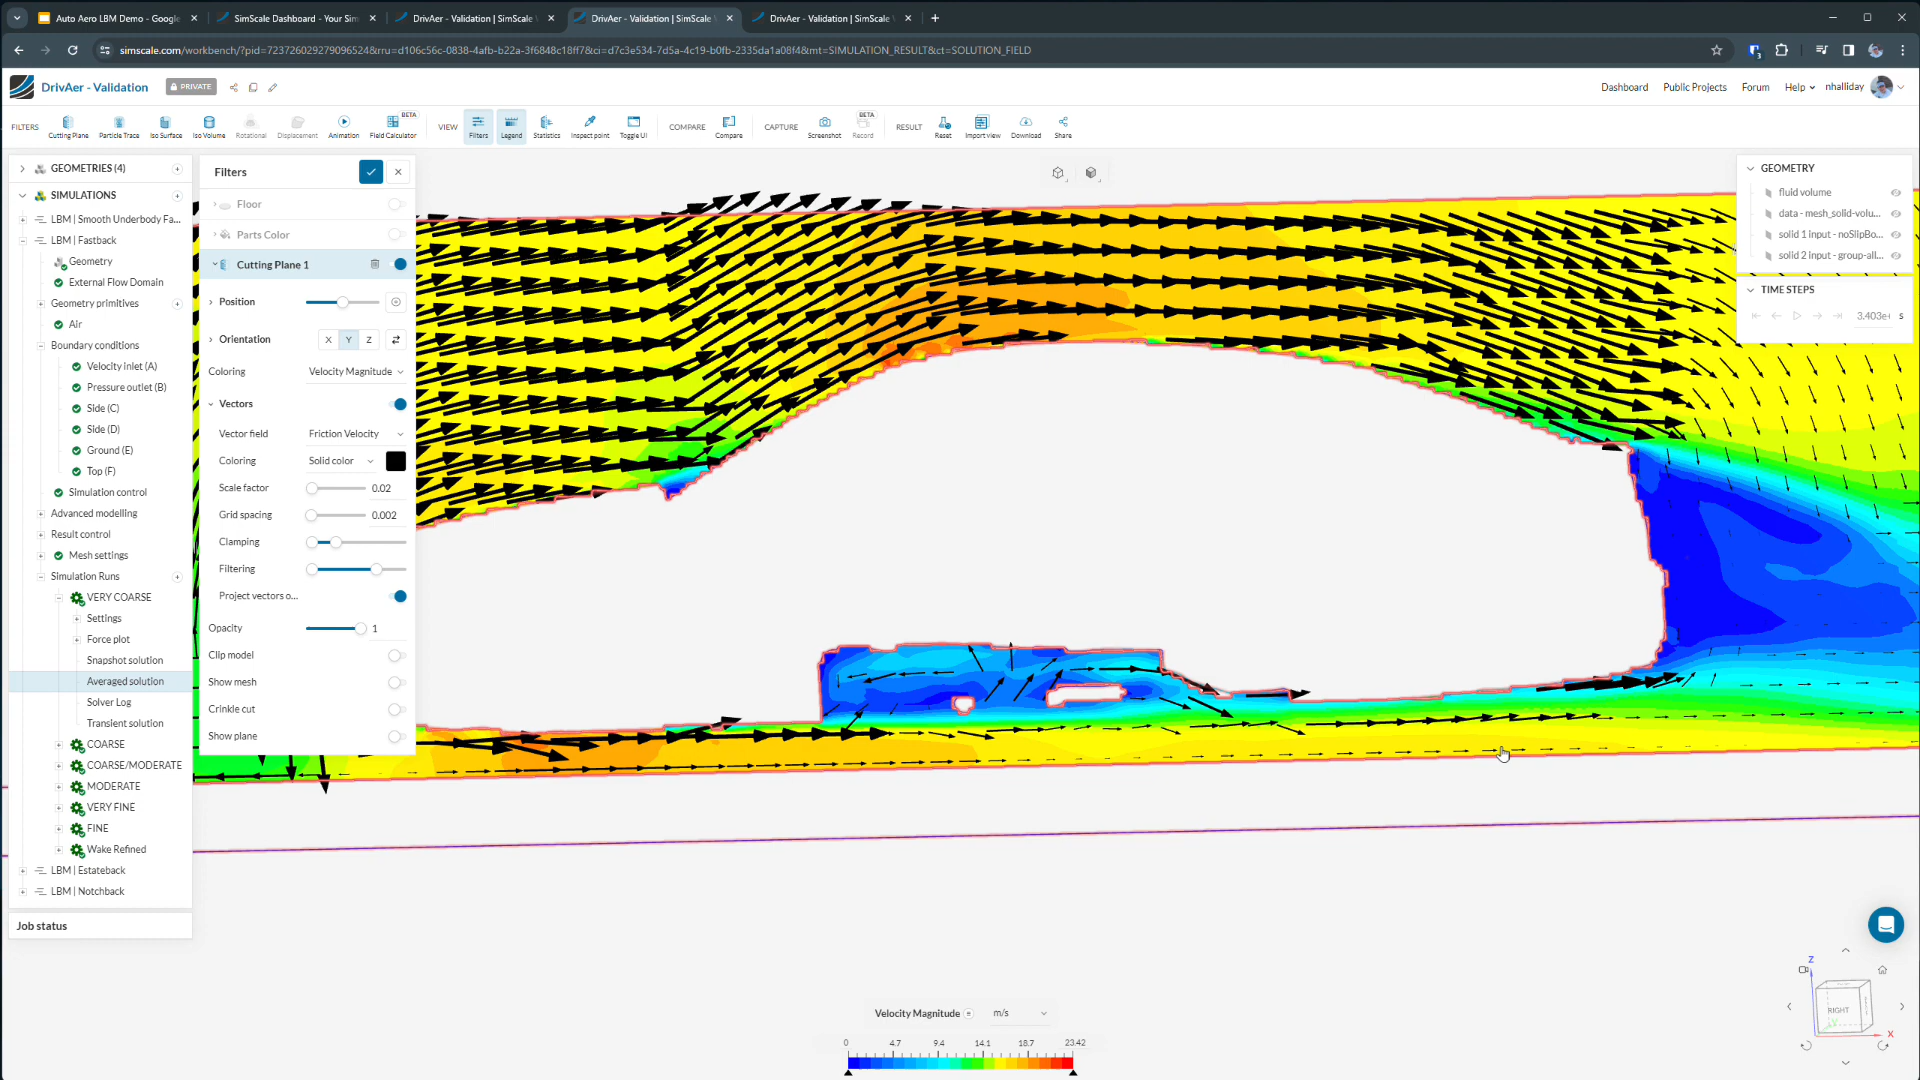 Auto Aero LBM Demo - Google
SimScale Dashboard - Your Sim
DrivAer - Validation | SimScale
DrivAer - Validation | SimScale
DrivAer - Validation | SimScale
simscale.com/workbench/?pid=723726029279096524&rru=d106c56c-0838-4afb-b22a-3f6848c18ff7&ci=d7c3e534-7d5a-4c19-b0fb-2335da1a08f4&mt=SIMULATION_RESULT&ct=SOLUTION_FIELD
DrivAer - Validation
PRIVATE
Dashboard
Public Projects
Forum
Help
nhalliday
FILTERS
Cutting Plane
Particle Trace
Iso Surface
Iso Volume
Rotational
Displacement
Animation
BETA
Field Calculator
VIEW
Filters
Legend
Statistics
Inspect point
Toggle UI
COMPARE
Compare
CAPTURE
Screenshot
BETA
Record
RESULT
Reset
Import view
Download
Share
GEOMETRIES (4)
SIMULATIONS
LBM | Smooth Underbody Fa...
LBM | Fastback
Geometry
External Flow Domain
Geometry primitives
Air
Boundary conditions
Velocity inlet (A)
Pressure outlet (B)
Side (C)
Side (D)
Ground (E)
Top (F)
Simulation control
Advanced modelling
Result control
Mesh settings
Simulation Runs
VERY COARSE
Settings
Force plot
Snapshot solution
Averaged solution
Solver Log
Transient solution
COARSE
COARSE/MODERATE
MODERATE
VERY FINE
FINE
Wake Refined
LBM | Estateback
LBM | Notchback
Job status
Filters
Floor
Parts Color
Cutting Plane 1
Position
Orientation
X
Y
Z
Coloring
Velocity Magnitude
Vectors
Vector field
Friction Velocity
Coloring
Solid color
Scale factor
0.02
Grid spacing
0.002
Clamping
Filtering
Project vectors o...
Opacity
1
Clip model
Show mesh
Crinkle cut
Show plane
GEOMETRY
fluid volume
data - mesh_solid-volu...
solid 1 input - noSlipBo...
solid 2 input - group-all...
TIME STEPS
3.403e
s
Velocity Magnitude
m/s
0
4.7
9.4
14.1
18.7
23.42
Z
RIGHT
Y
X